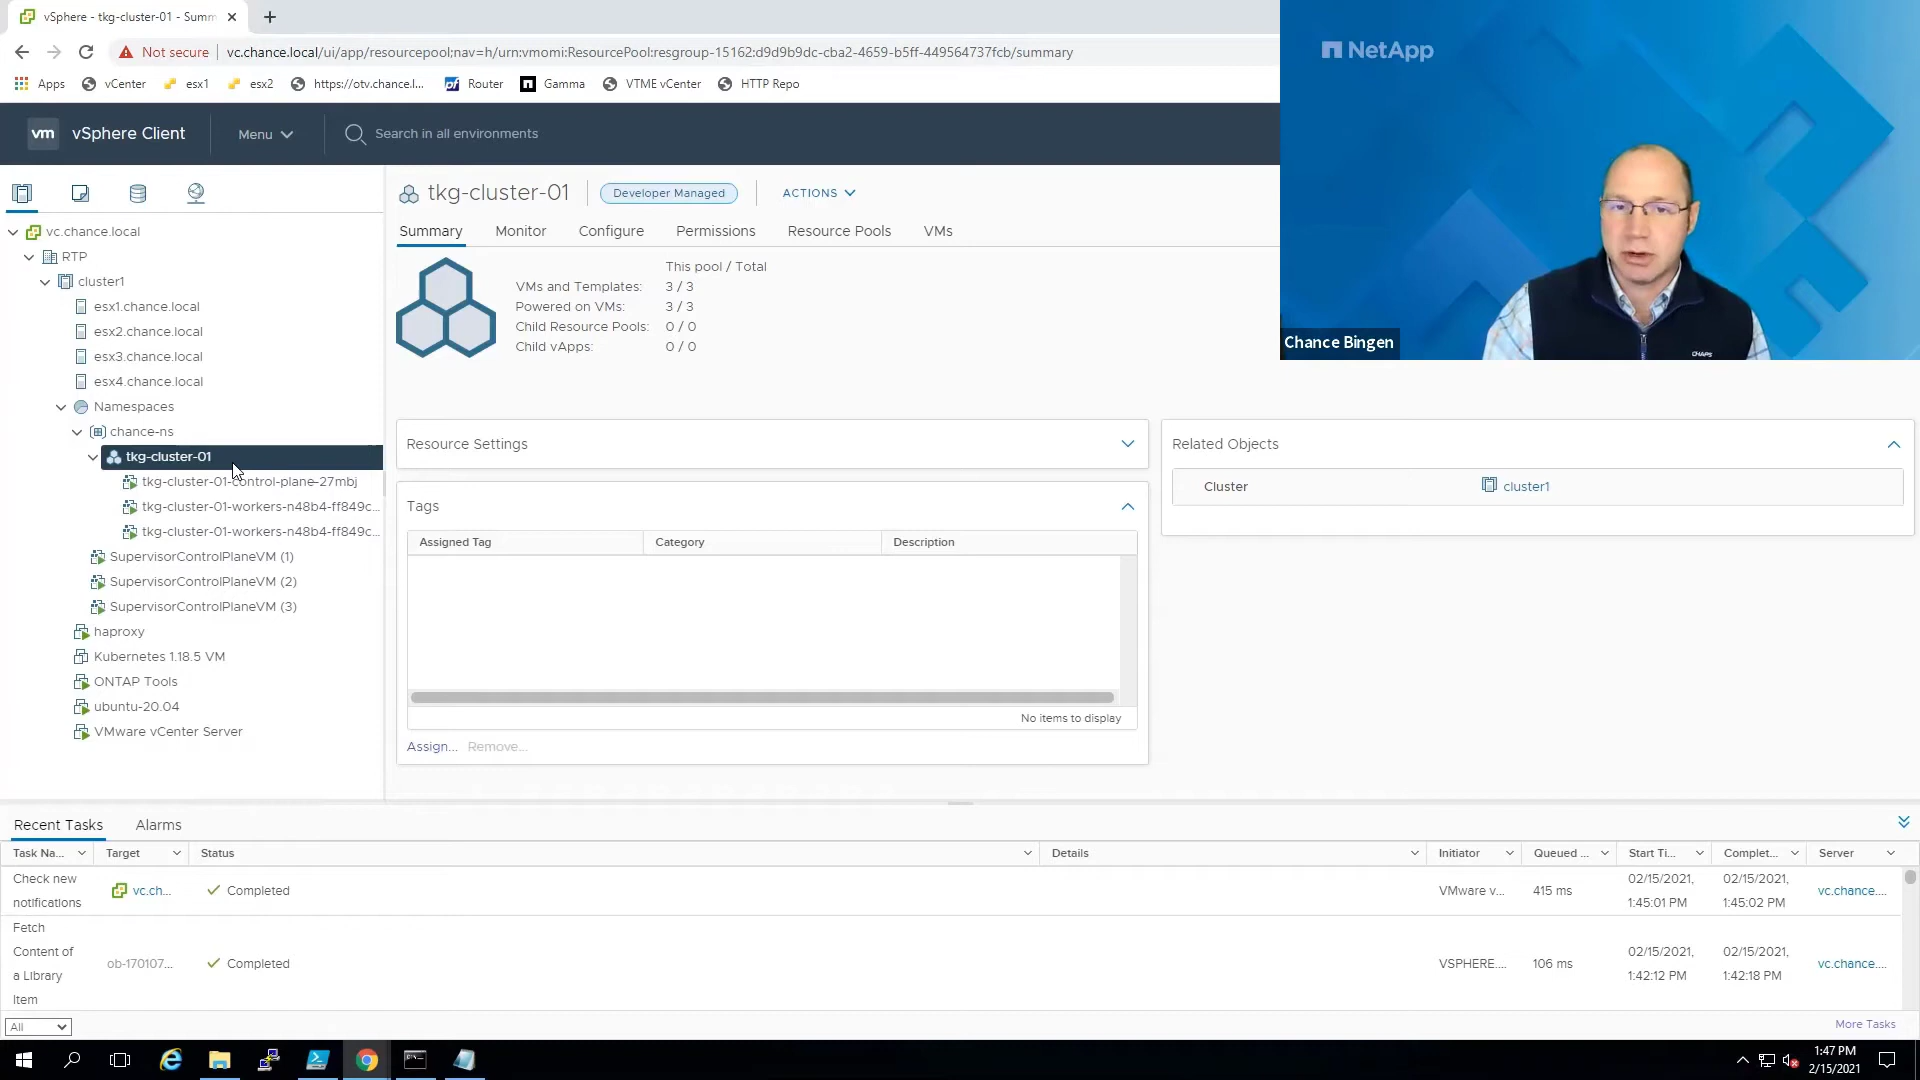 vSphere - tkg-cluster-01 - Summ
Not secure
vc.chance.local/ui/app/resourcepool;nav=h/urn:vmomi:ResourcePool:resgroup-15162:d9d9b9dc-cba2-4659-b5ff-449564737fcb/summary
Apps vCenter esx1 esx2 https://otv.chance.l... Router Gamma VTME vCenter HTTP Repo
NetApp
Chance Bingen
vm vSphere Client Menu Search in all environments
tkg-cluster-01 Developer Managed ACTIONS
Summary Monitor Configure Permissions Resource Pools VMs
vc.chance.local
RTP
cluster1
esx1.chance.local
esx2.chance.local
esx3.chance.local
esx4.chance.local
Namespaces
chance-ns
tkg-cluster-01
tkg-cluster-01-control-plane-27mbj
tkg-cluster-01-workers-n48b4-ff849c...
tkg-cluster-01-workers-n48b4-ff849c...
SupervisorControlPlaneVM (1)
SupervisorControlPlaneVM (2)
SupervisorControlPlaneVM (3)
haproxy
Kubernetes 1.18.5 VM
ONTAP Tools
ubuntu-20.04
VMware vCenter Server
This pool / Total
VMs and Templates: 3 / 3
Powered on VMs: 3 / 3
Child Resource Pools: 0 / 0
Child vApps: 0 / 0
Resource Settings
Tags
Assigned Tag Category Description
No items to display
Assign... Remove...
Related Objects
Cluster cluster1
CHAPS
Recent Tasks Alarms
Task Na... Target Status Details Initiator Queued ... Start Ti... Complet... Server
Check new
notifications
vc.ch... Completed VMware v... 415 ms
02/15/2021,
1:45:01 PM
02/15/2021,
1:45:02 PM
vc.chance....
Fetch
Content of
a Library
Item
ob-170107... Completed VSPHERE.... 106 ms
02/15/2021,
1:42:12 PM
02/15/2021,
1:42:18 PM
vc.chance....
All
More Tasks
1:47 PM
2/15/2021